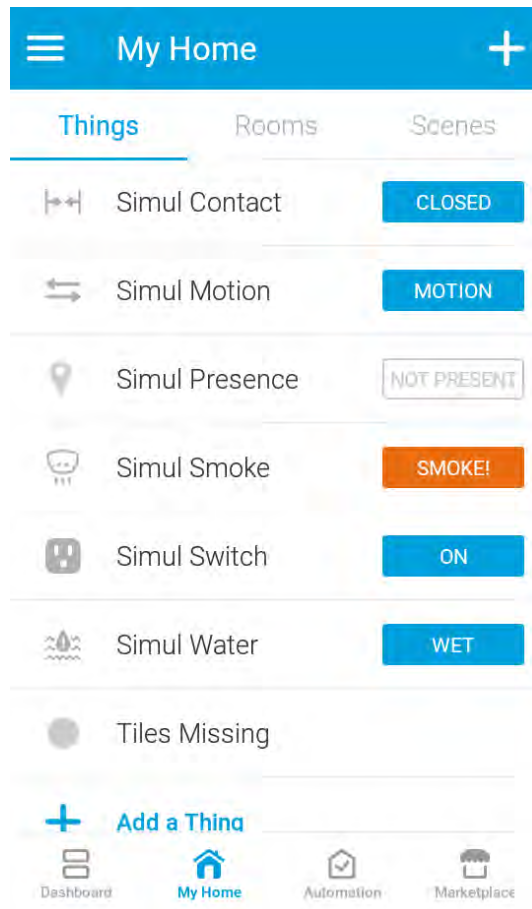 My Home
Things Rooms Scenes
Simul Contact CLOSED
Simul Motion MOTION
Simul Presence NOT PRESENT
Simul Smoke SMOKE!
Simul Switch ON
Simul Water WET
Tiles Missing
Add a Thing
Dashboard My Home Automation Marketplace